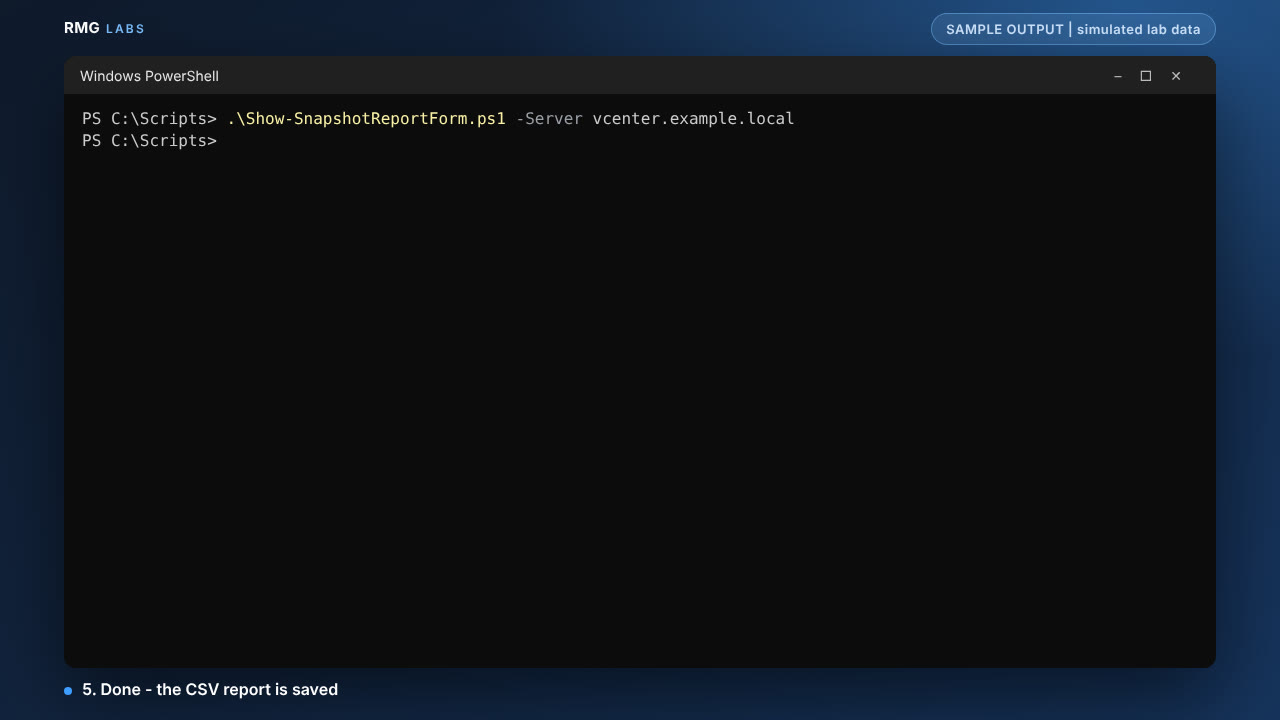 RMG LABS
SAMPLE OUTPUT | simulated lab data
Windows PowerShell
PS C:\Scripts> .\Show-SnapshotReportForm.ps1 -Server vcenter.example.local
PS C:\Scripts>
5. Done - the CSV report is saved